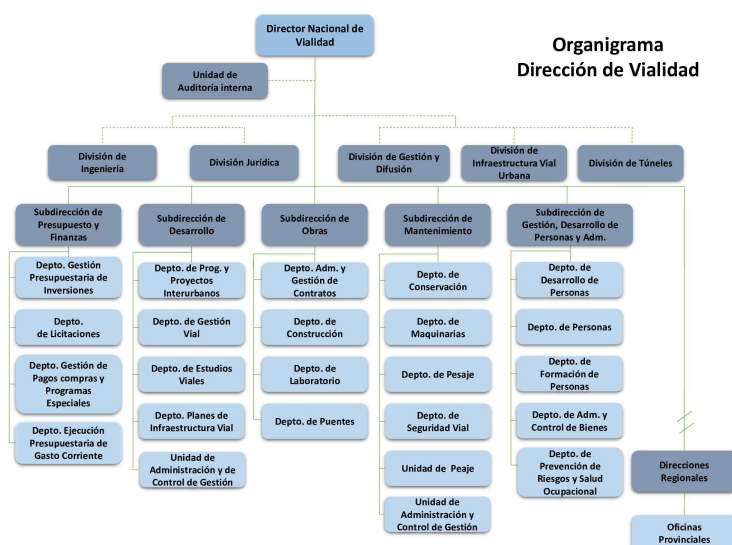 Organigrama
Dirección de Vialidad
Director Nacional de
Vialidad
Unidad de
Auditoría interna
División de
Ingeniería
División Jurídica
División de Gestión y
Difusión
División de
Infraestructura Vial
Urbana
División de Túneles
Subdirección de
Presupuesto y
Finanzas
Depto. Gestión
Presupuestaria de
Inversiones
Depto.
de Licitaciones
Depto. Gestión de
Pagos compras y
Programas
Especiales
Depto. Ejecución
Presupuestaria de
Gasto Corriente
Subdirección de
Desarrollo
Depto. de Prog. y
Proyectos
Interurbanos
Depto. de Gestión
Vial
Depto. de Estudios
Viales
Depto. Planes de
Infraestructura Vial
Unidad de
Administración y de
Control de Gestión
Subdirección de
Obras
Depto. Adm. y
Gestión de
Contratos
Depto. de
Construcción
Depto. de
Laboratorio
Depto. de Puentes
Subdirección de
Mantenimiento
Depto. de
Conservación
Depto. de
Maquinarias
Depto. de Pesaje
Depto. de
Seguridad Vial
Unidad de Peaje
Unidad de
Administración y
Control de Gestión
Subdirección de
Gestión, Desarrollo de
Personas y Adm.
Depto. de
Desarrollo de
Personas
Depto. de Personas
Depto. de
Formación de
Personas
Depto. de Adm. y
Control de Bienes
Depto. de
Prevención de
Riesgos y Salud
Ocupacional
Direcciones
Regionales
Oficinas
Provinciales